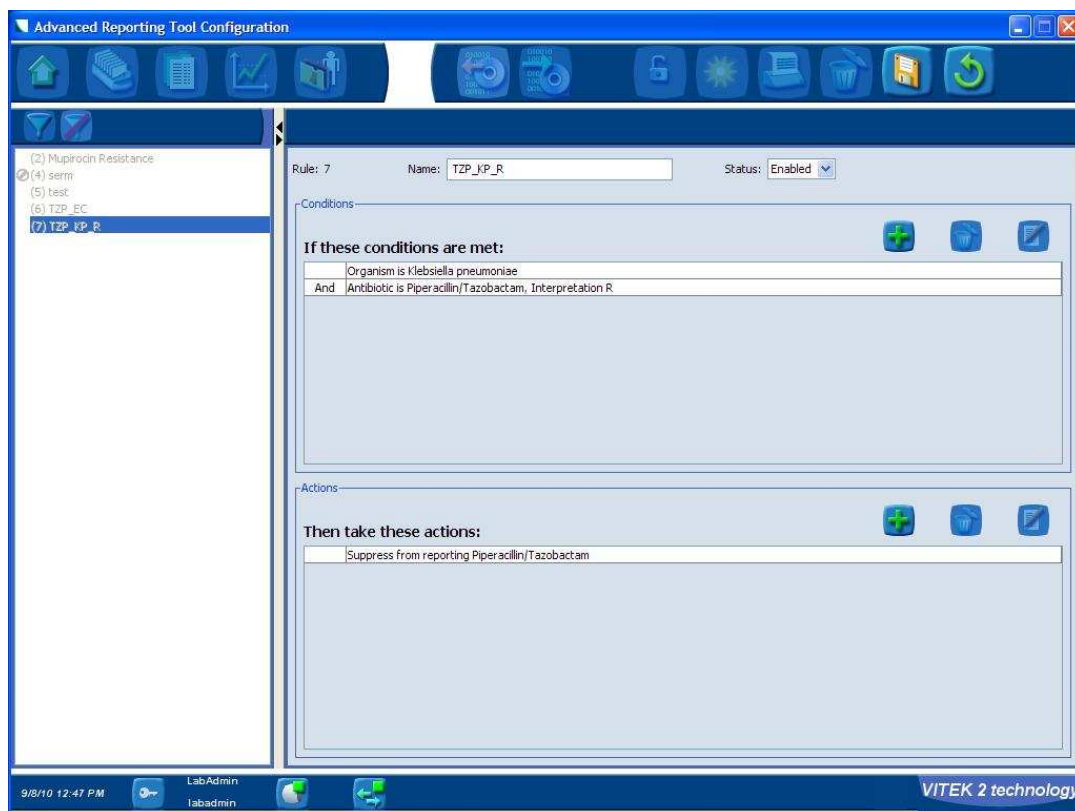 Advanced Reporting Tool Configuration
(2) Mupirocin Resistance
(4) serm
(5) test
(6) TZP_EC
(7) TZP_KP_R
Rule: 7 Name: TZP_KP_R Status: Enabled
Conditions
If these conditions are met:
Organism is Klebsiella pneumoniae
And Antibiotic is Piperacillin/Tazobactam, Interpretation R
Actions
Then take these actions:
Suppress from reporting Piperacillin/Tazobactam
9/8/10 12:47 PM
LabAdmin
labadmin
VITEK 2 technology